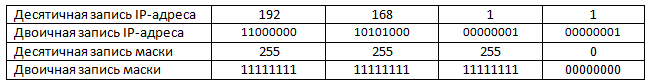 Десятичная запись IP-адреса 192 168 1 1
Двоичная запись IP-адреса 11000000 10101000 00000001 00000001
Десятичная запись маски 255 255 255 0
Двоичная запись маски 11111111 11111111 11111111 00000000